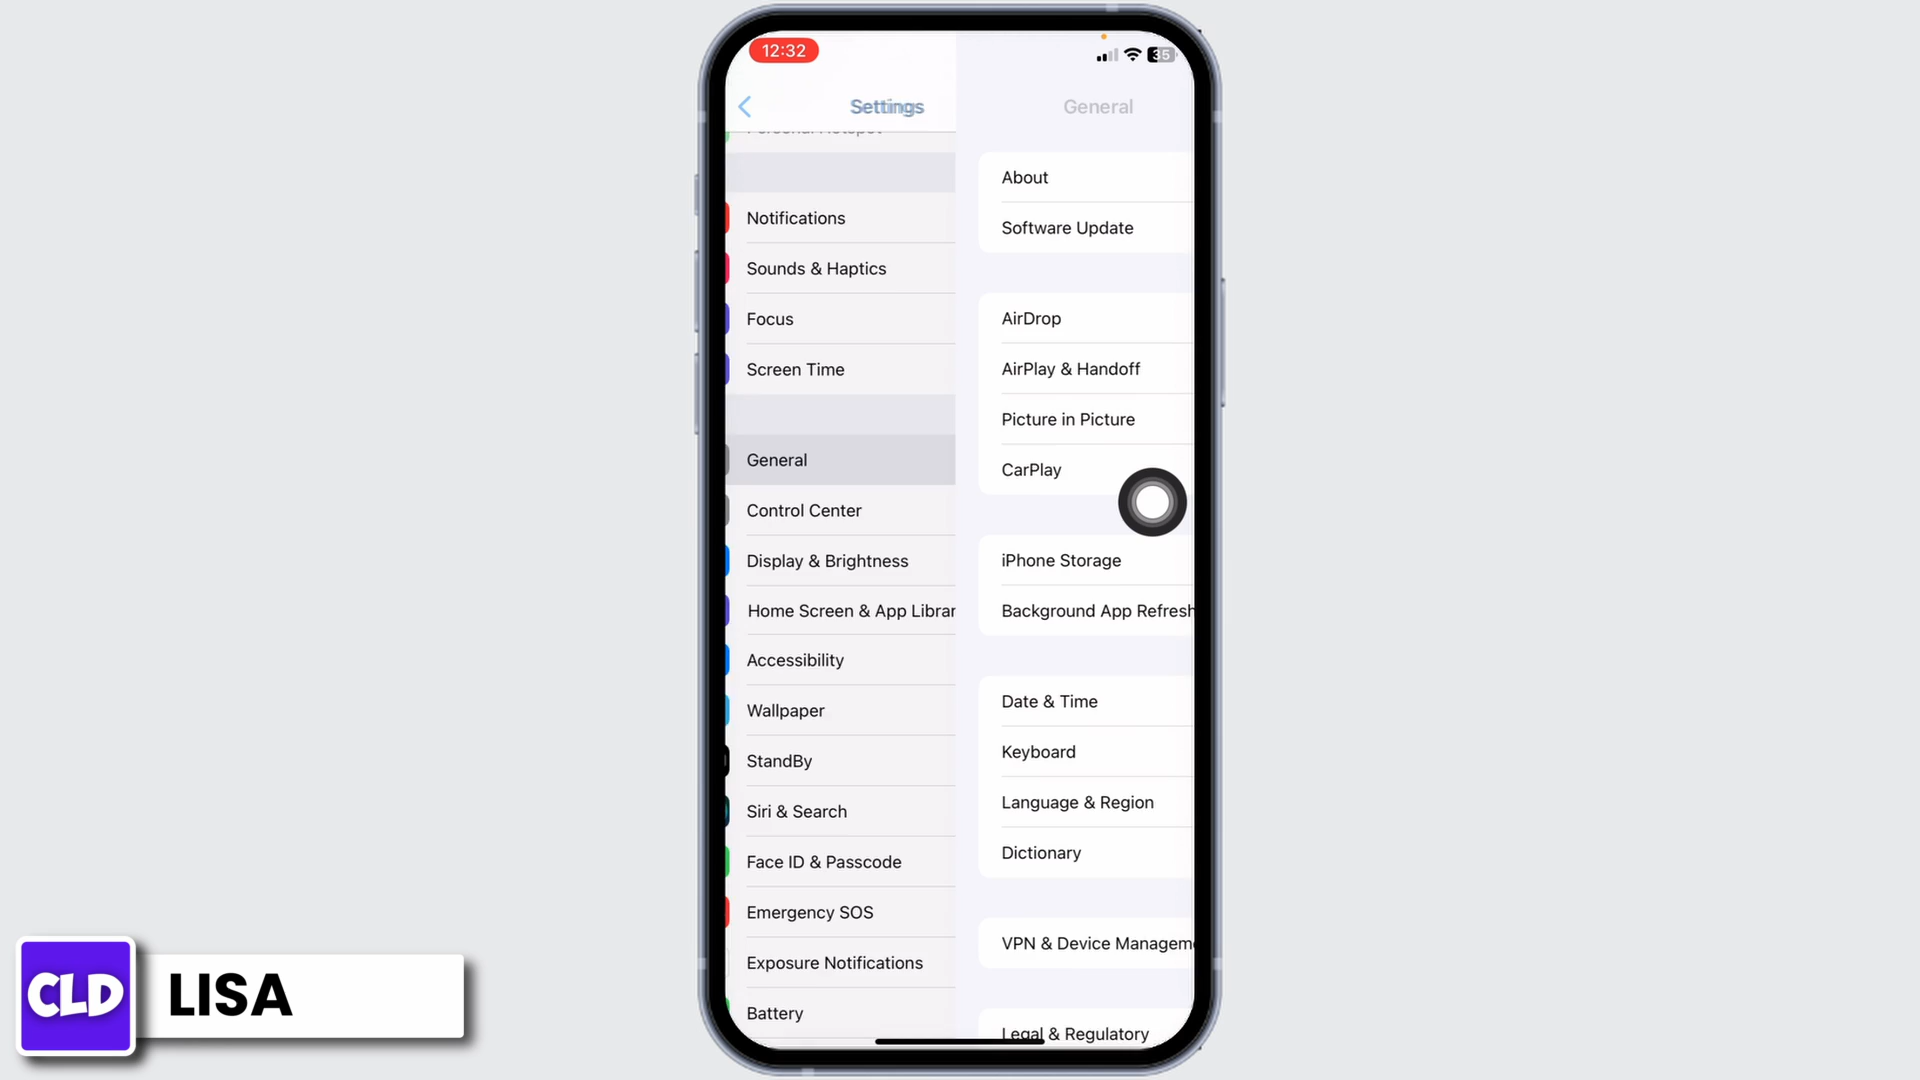 12:32
35
Settings
General
Personal Hotspot
Notifications
Sounds & Haptics
Focus
Screen Time
General
Control Center
Display & Brightness
Home Screen & App Librar
Accessibility
Wallpaper
StandBy
Siri & Search
Face ID & Passcode
Emergency SOS
Exposure Notifications
Battery
About
Software Update
AirDrop
AirPlay & Handoff
Picture in Picture
CarPlay
iPhone Storage
Background App Refresh
Date & Time
Keyboard
Language & Region
Dictionary
VPN & Device Managem
Legal & Regulatory
CLD
LISA